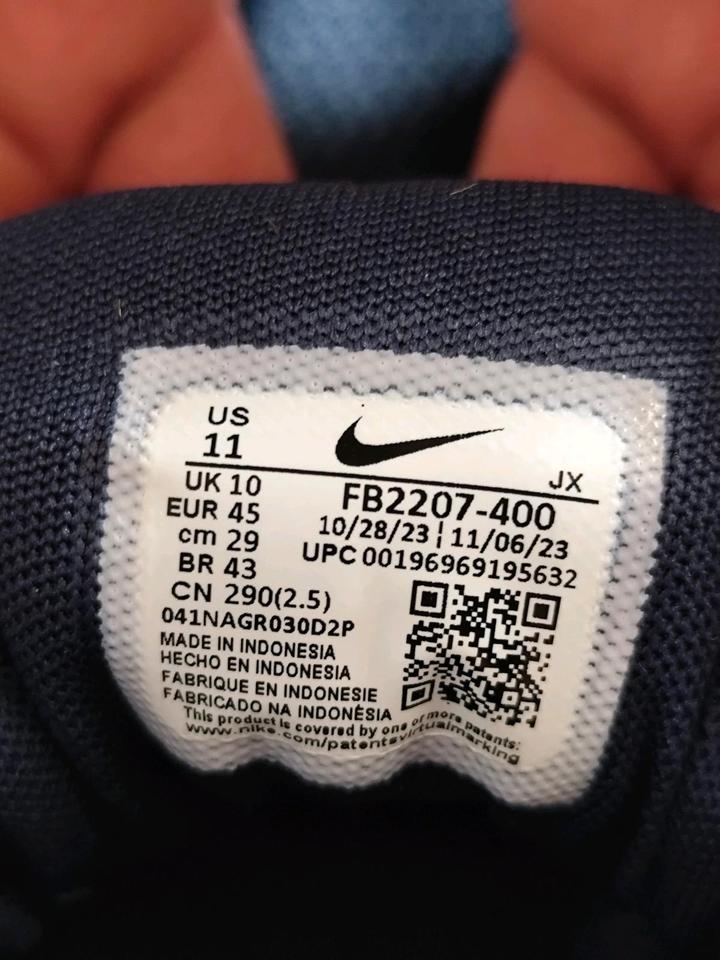 US
11
JX
UK 10
EUR 45
cm 29
BR 43
CN 290(2.5)
FB2207-400
10/28/23 ¦ 11/06/23
UPC 00196969195632
041NAGR030D2P
MADE IN INDONESIA
HECHO EN INDONESIA
FABRIQUE EN INDONESIE
FABRICADO NA INDONÉSIA
This product is covered by one or more patents:
www.nike.com/patentsvirtualmarking